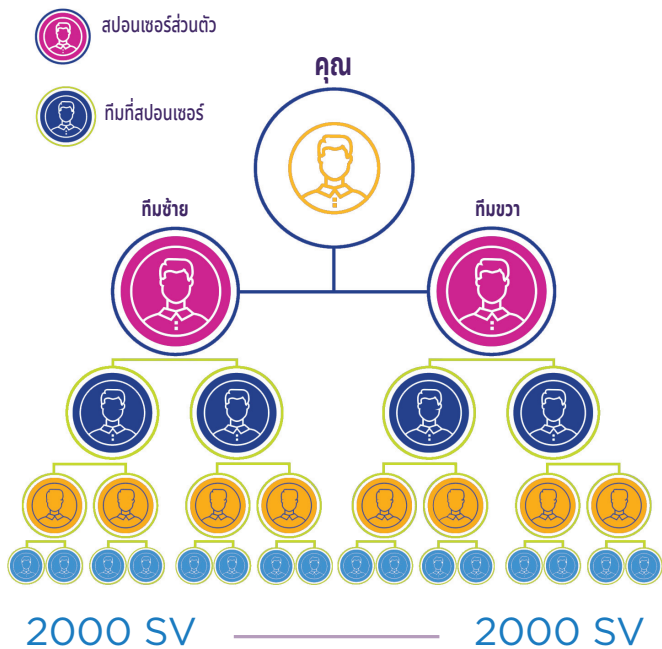 สปอนเซอร์ส่วนตัว
ทีมที่สปอนเซอร์
คุณ
ทีมซ้าย
ทีมขวา
2000 SV
2000 SV